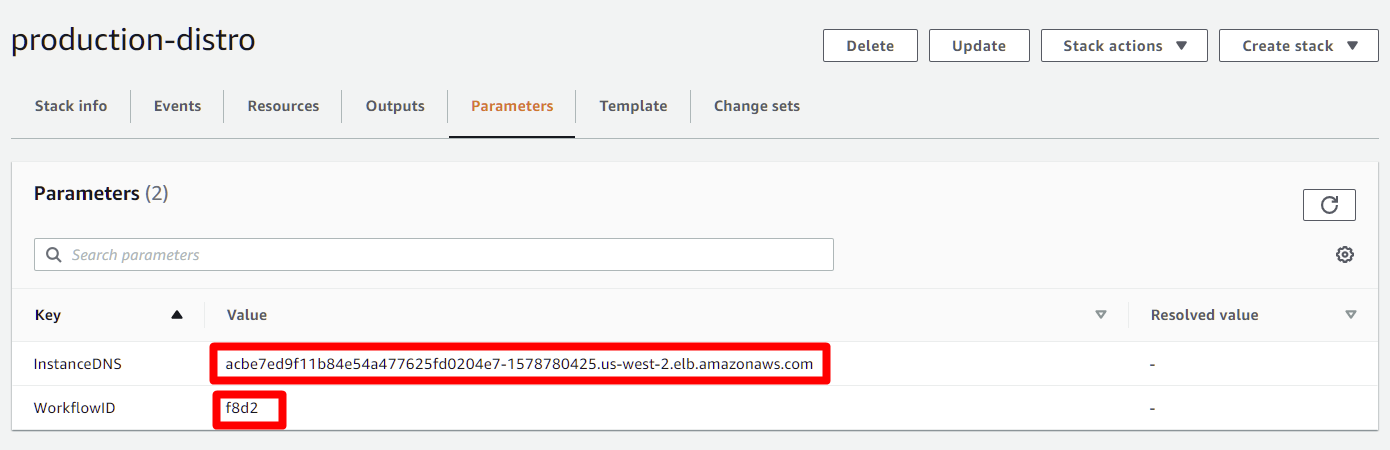 production-distro
Delete Update Stack actions Create stack
Stack info Events Resources Outputs Parameters Template Change sets
Parameters (2)
Search parameters
Key Value Resolved value
InstanceDNS acbe7ed9f11b84e54a477625fd0204e7-1578780425.us-west-2.elb.amazonaws.com -
WorkflowID f8d2 -